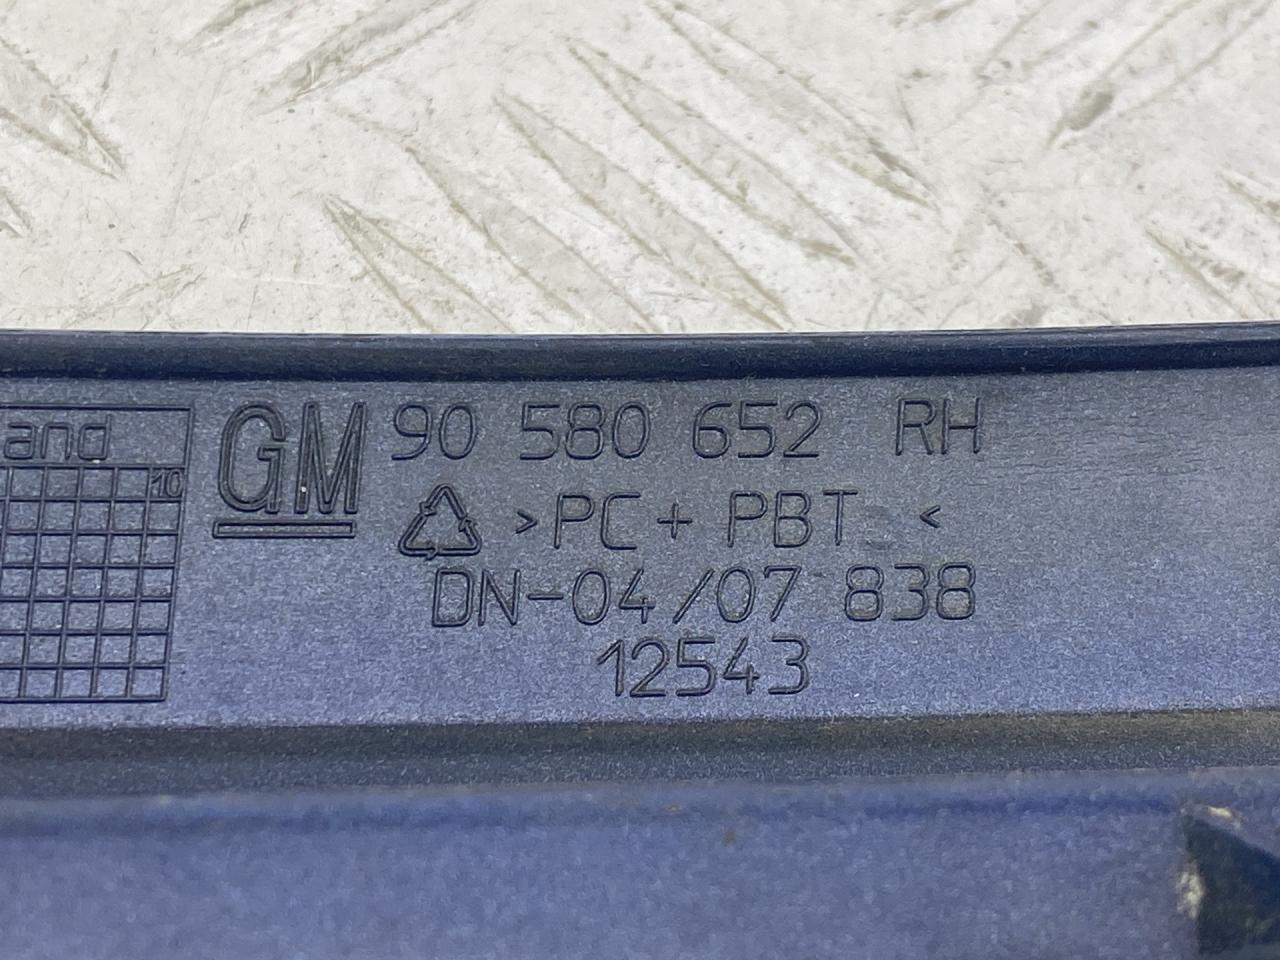 and
10
GM 90 580 652 RH
>PC + PBT <
DN-04/07 838
12543